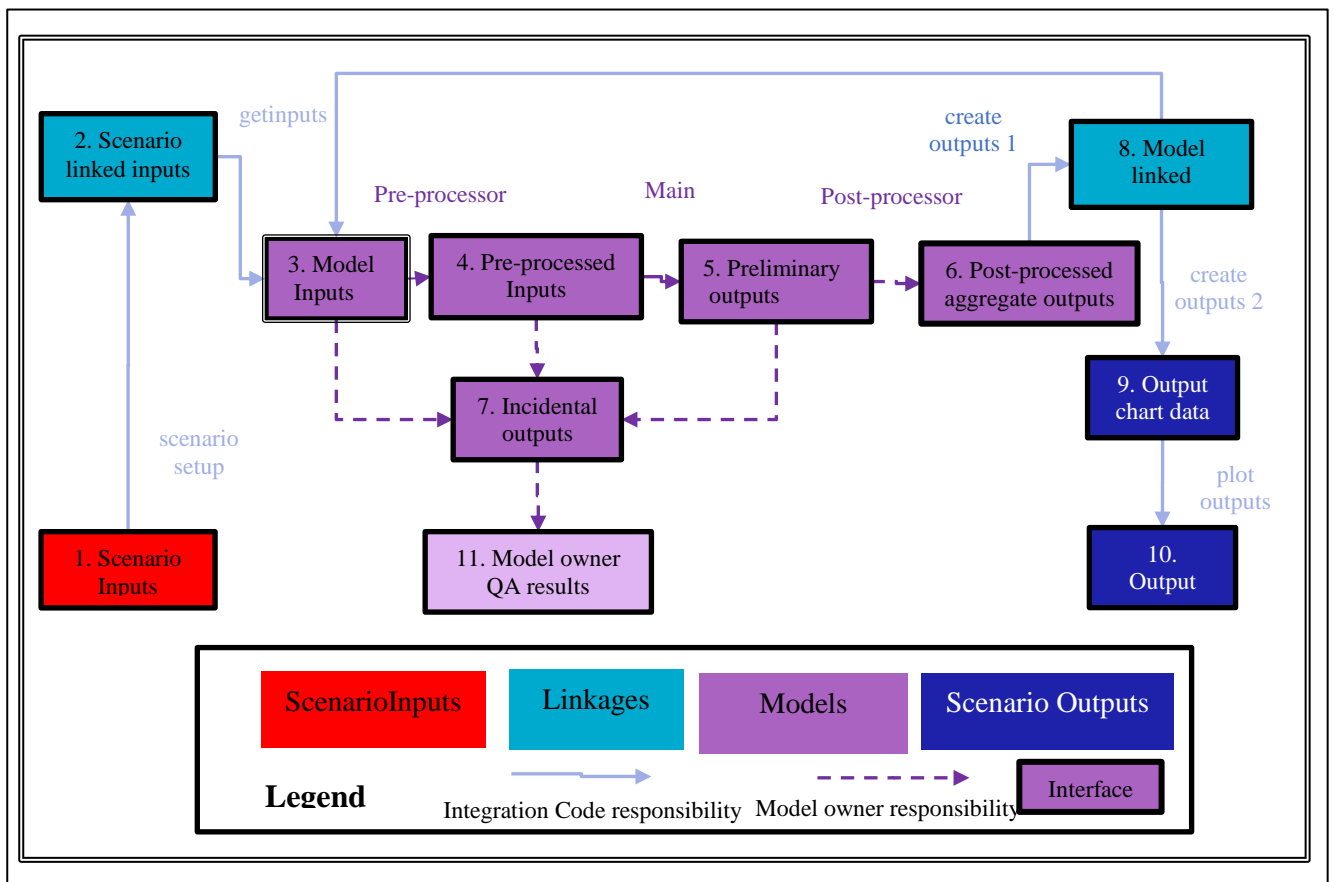 getinputs
create
outputs 1
2. Scenario
linked inputs
8. Model
linked
Pre-processor
Main
Post-processor
3. Model
Inputs
4. Pre-processed
Inputs
5. Preliminary
outputs
6. Post-processed
aggregate outputs
create
outputs 2
7. Incidental
outputs
9. Output
chart data
scenario
setup
plot
outputs
1. Scenario
Inputs
11. Model owner
QA results
10.
Output
ScenarioInputs
Linkages
Models
Scenario Outputs
Legend
Integration Code responsibility
Model owner responsibility
Interface